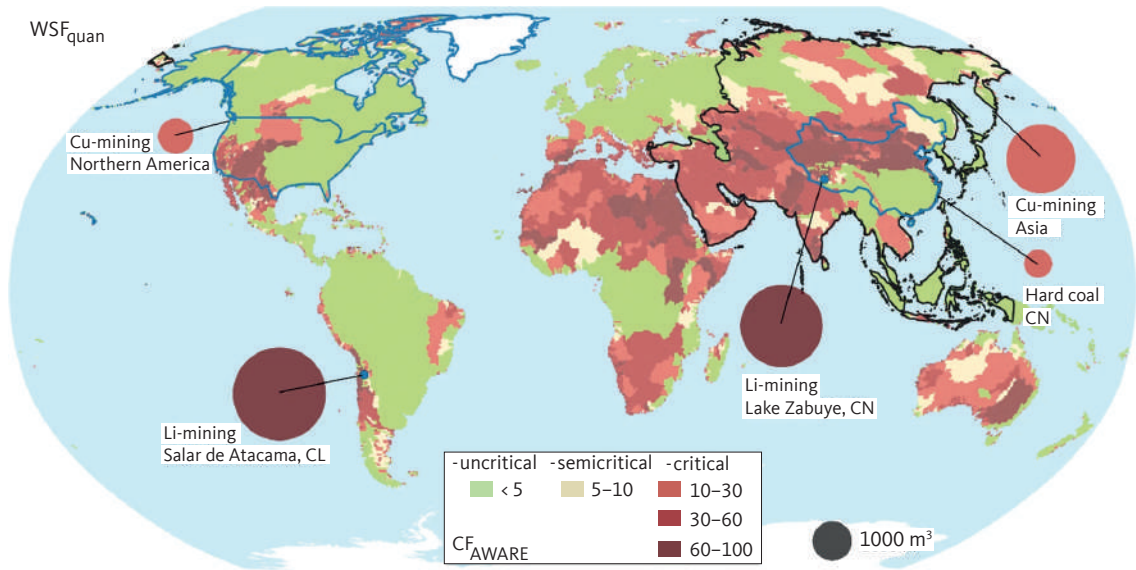 WSFquan
Cu-mining
Northern America
Cu-mining
Asia
Hard coal
CN
Li-mining
Lake Zabuye, CN
Li-mining
Salar de Atacama, CL
-uncritical -semicritical -critical
< 5 5–10 10–30
30–60
CFAWARE 60–100
1000 m³